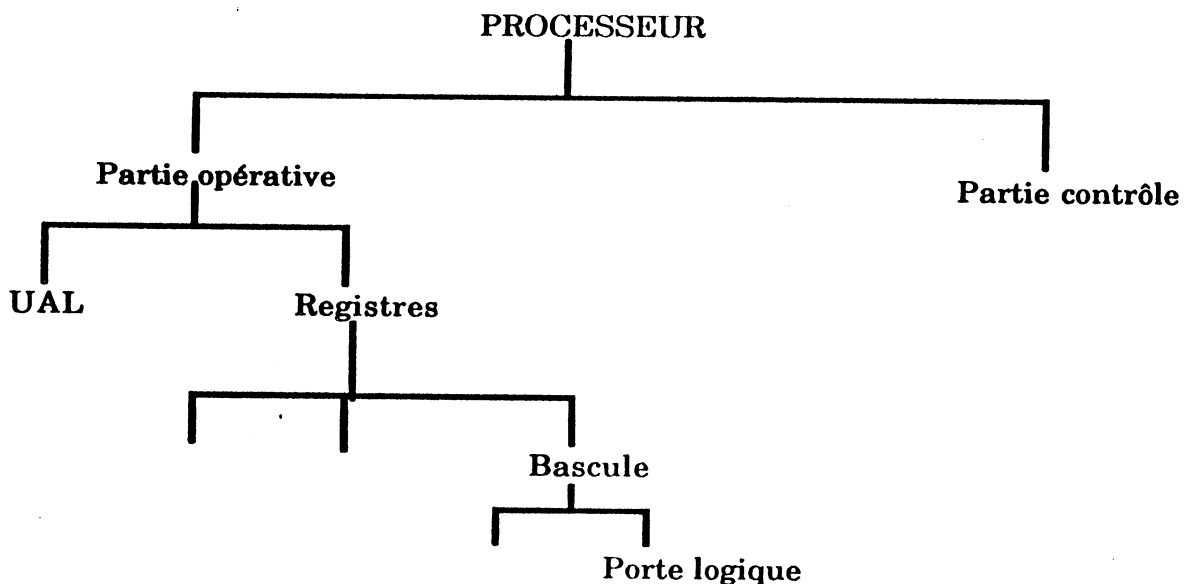 PROCESSEUR
Partie opérative
Partie contrôle
UAL
Registres
Bascule
Porte logique